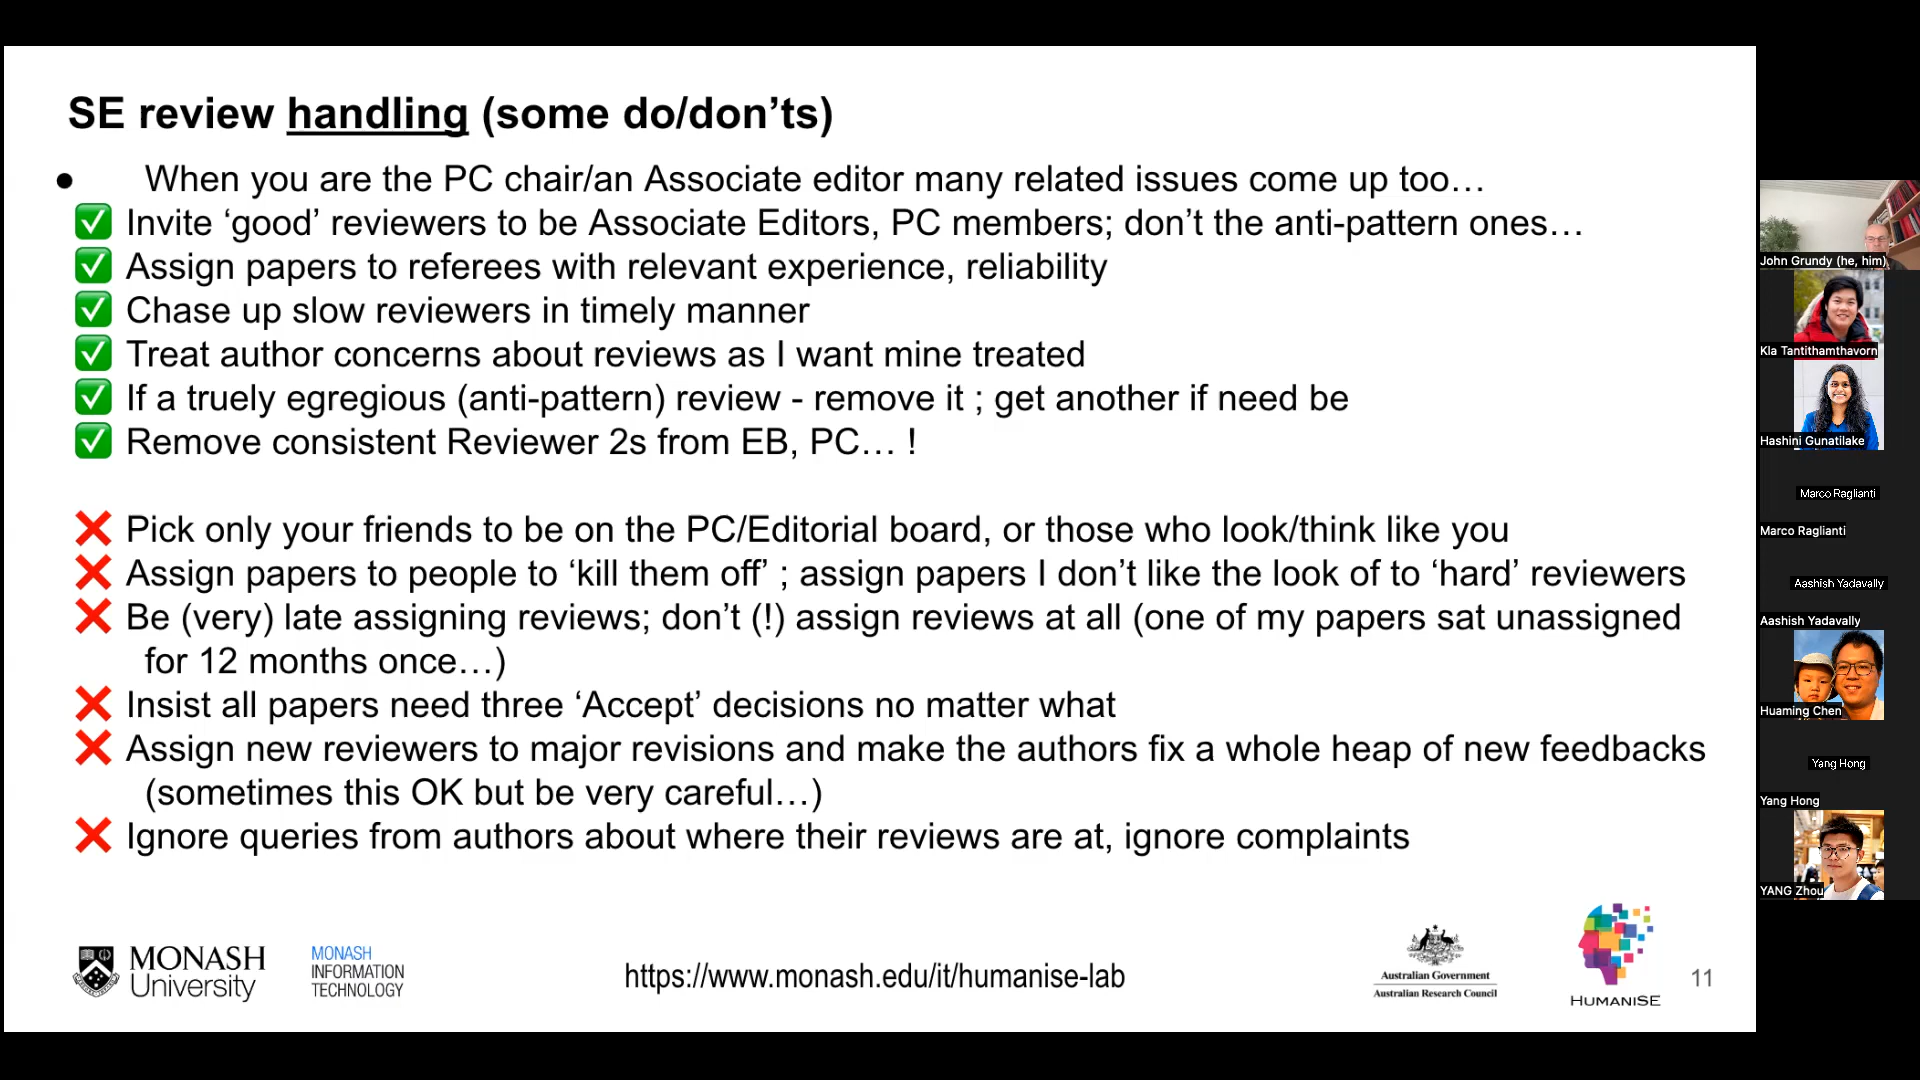 SE review handling (some do/don’ts)
● When you are the PC chair/an Associate editor many related issues come up too…
✅ Invite ‘good’ reviewers to be Associate Editors, PC members; don’t the anti-pattern ones…
✅ Assign papers to referees with relevant experience, reliability
✅ Chase up slow reviewers in timely manner
✅ Treat author concerns about reviews as I want mine treated
✅ If a truely egregious (anti-pattern) review - remove it ; get another if need be
✅ Remove consistent Reviewer 2s from EB, PC… !
❌ Pick only your friends to be on the PC/Editorial board, or those who look/think like you
❌ Assign papers to people to ‘kill them off’ ; assign papers I don’t like the look of to ‘hard’ reviewers
❌ Be (very) late assigning reviews; don’t (!) assign reviews at all (one of my papers sat unassigned
for 12 months once…)
❌ Insist all papers need three ‘Accept’ decisions no matter what
❌ Assign new reviewers to major revisions and make the authors fix a whole heap of new feedbacks
(sometimes this OK but be very careful…)
❌ Ignore queries from authors about where their reviews are at, ignore complaints
MONASH
University
MONASH
INFORMATION
TECHNOLOGY
https://www.monash.edu/it/humanise-lab
Australian Government
Australian Research Council
HUMANISE
11
John Grundy (he, him)
Kla Tantithamthavorn
Hashini Gunatilake
Marco Raglianti
Marco Raglianti
Aashish Yadavally
Aashish Yadavally
Huaming Chen
Yang Hong
Yang Hong
YANG Zhou